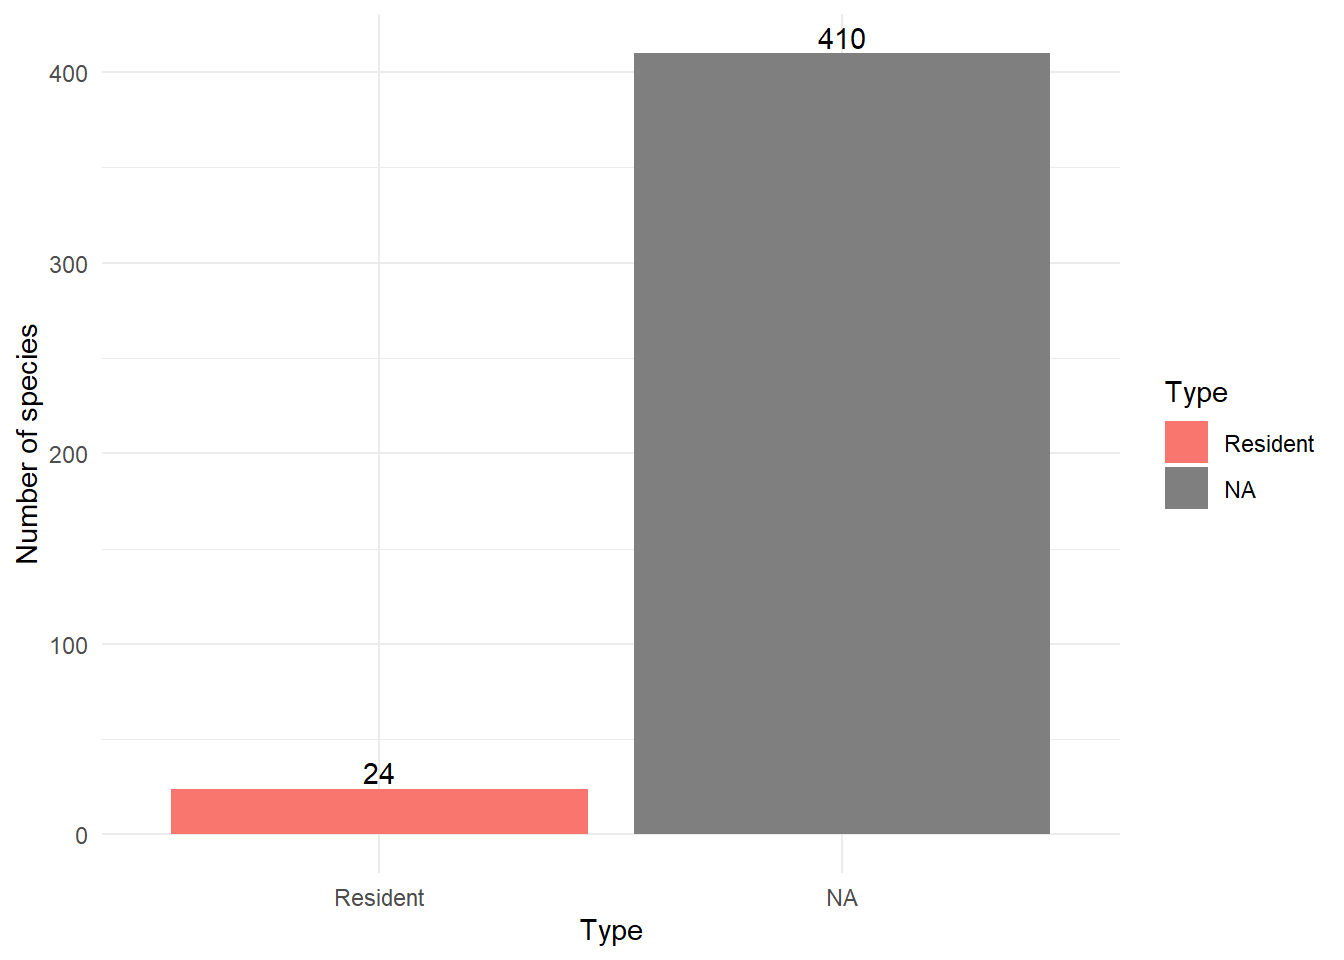 410
400
300
200
100
0
24
Number of species
Resident
NA
Type
Type
Resident
NA